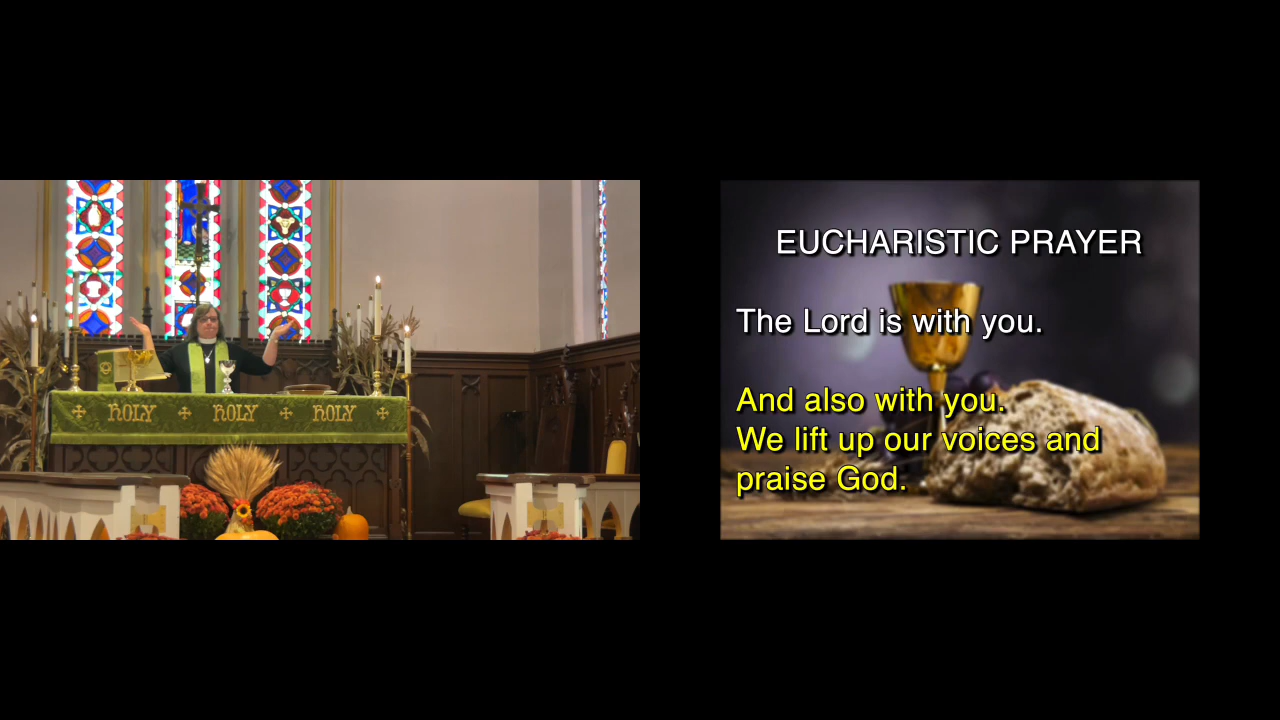 HOLY HOLY HOLY
EUCHARISTIC PRAYER
The Lord is with you.
And also with you.
We lift up our voices and
praise God.